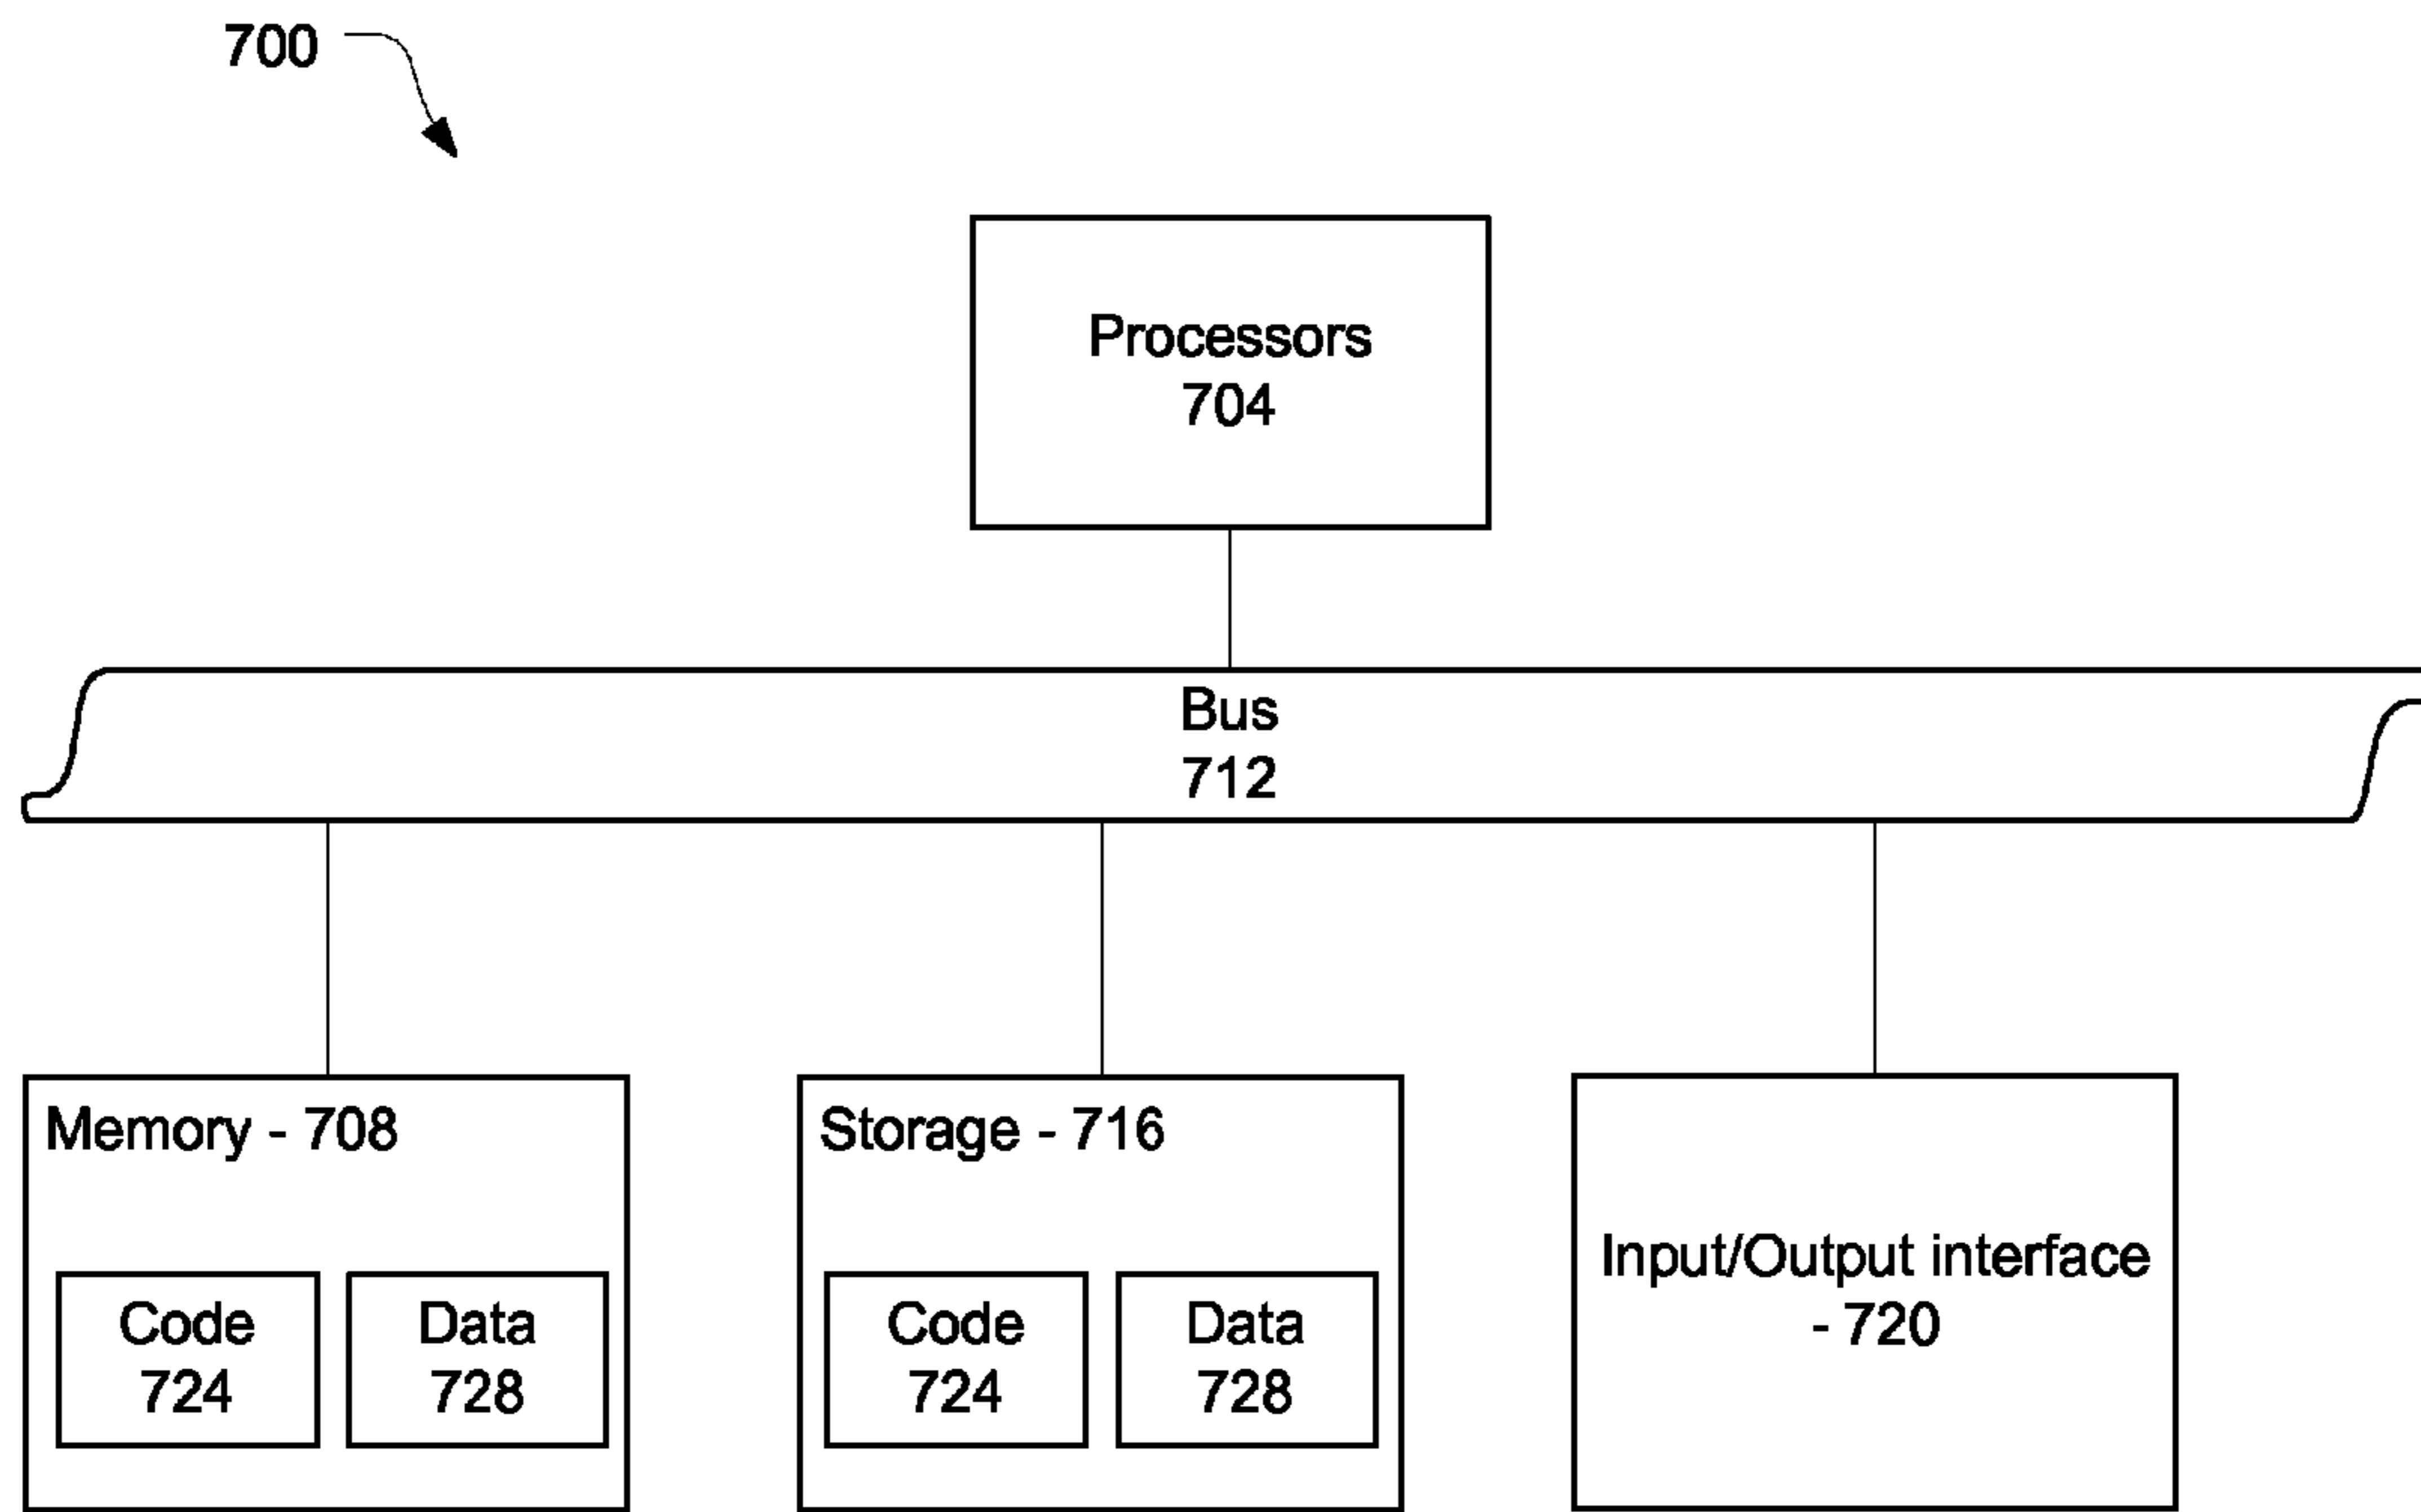 700
Processors
704
Bus
712
Memory - 708
Code
724
Data
728
Storage - 716
Code
724
Data
728
Input/Output interface
- 720